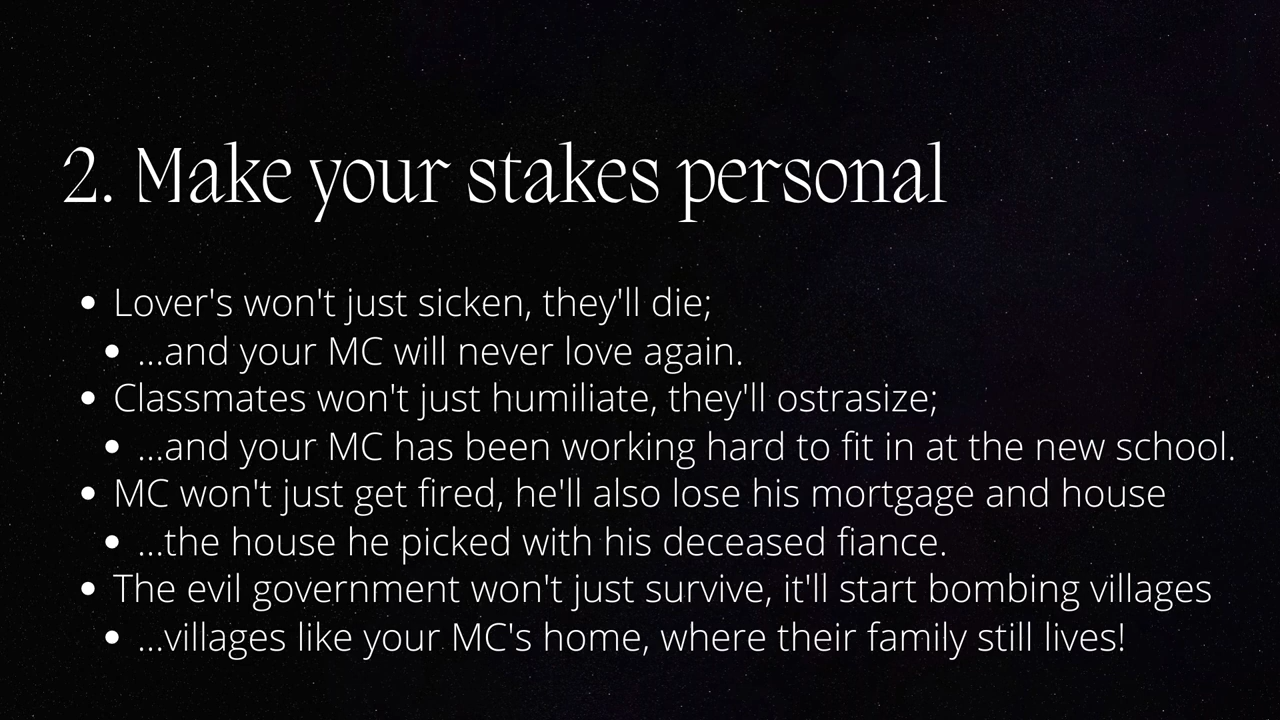 2. Make your stakes personal
• Lover's won't just sicken, they'll die;
• ...and your MC will never love again.
• Classmates won't just humiliate, they'll ostrasize;
• ...and your MC has been working hard to fit in at the new school.
• MC won't just get fired, he'll also lose his mortgage and house
• ...the house he picked with his deceased fiance.
• The evil government won't just survive, it'll start bombing villages
• ...villages like your MC's home, where their family still lives!